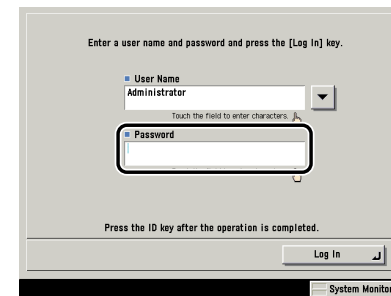 Enter a user name and password and press the [Log In] key.
User Name
Administrator
Touch the field to enter characters.
Password
Press the ID key after the operation is completed.
Log In
System Monitor